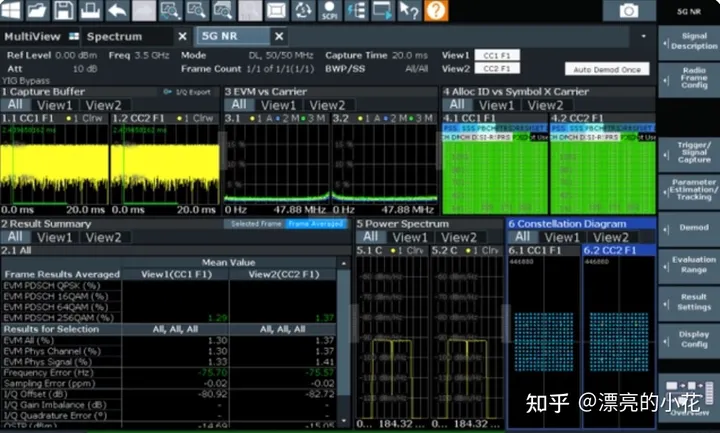 SCPI
MultiView Spectrum 5G NR 5G NR
Ref Level 0.00 dBm Freq 3.5 GHz Mode DL, 50/50 MHz Capture Time 20.0 ms View1 CC1 F1
Att 10 dB Frame Count 1/1 of 1/1(1/1) BWP/SS All/All View2 CC2 F1 Auto Demod Once
YIG Bypass
1 Capture Buffer I/Q Export 3 EVM vs Carrier 4 Alloc ID vs Symbol X Carrier
All View1 View2 All View1 View2 All View1 View2
1.1 CC1 F1 1 Clrw 1.2 CC2 F1 1 Clrw 3.1 1 A 2 M 3 M 3.2 1 A 2 M 3 M 4.1 CC1 F1 4.2 CC2 F1
0.0 ms 20.0 ms 0.0 ms 20.0 ms 0 Hz 47.88 MHz 0 Hz 47.88 MHz
2 Result Summary Selected Frame Frame Averaged 5 Power Spectrum 6 Constellation Diagram
All View1 View2 All View1 View2 All View1 View2
2.1 All 5.1 C 1 Clrw 5.2 C 1 Clrw 6.1 CC1 F1 6.2 CC2 F1
Mean Value
Frame Results Averaged View1(CC1 F1) View2(CC2 F1)
EVM PDSCH QPSK (%)
EVM PDSCH 16QAM (%)
EVM PDSCH 64QAM (%)
EVM PDSCH 256QAM (%) 1.29 1.37
Results for Selection All, All, All All, All, All
EVM All (%) 1.30 1.37
EVM Phys Channel (%) 1.30 1.37
EVM Phys Signal (%) 1.33 1.41
Frequency Error (Hz) -75.70 -75.57
Sampling Error (ppm) -0.02 -0.02
I/Q Offset (dB) -80.92 -82.72
I/Q Gain Imbalance (dB)
I/Q Quadrature Error (°)
OSTP (dBm) -14.69 -15.05
0... 184.32 ... 0... 184.32 ...
Signal Description
Radio Frame Config
Trigger/ Signal Capture
Parameter Estimation/ Tracking
Demod
Evaluation Range
Result Settings
Display Config
Overview
知乎 @漂亮的小花